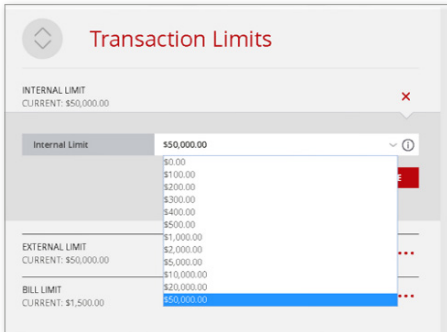 Transaction Limits
INTERNAL LIMIT
CURRENT: $50,000.00
Internal Limit
$50,000.00
$0.00
$100.00
$200.00
$300.00
$400.00
$500.00
$1,000.00
$2,000.00
$5,000.00
$10,000.00
$20,000.00
$50,000.00
E
EXTERNAL LIMIT
CURRENT: $50,000.00
BILL LIMIT
CURRENT: $1,500.00